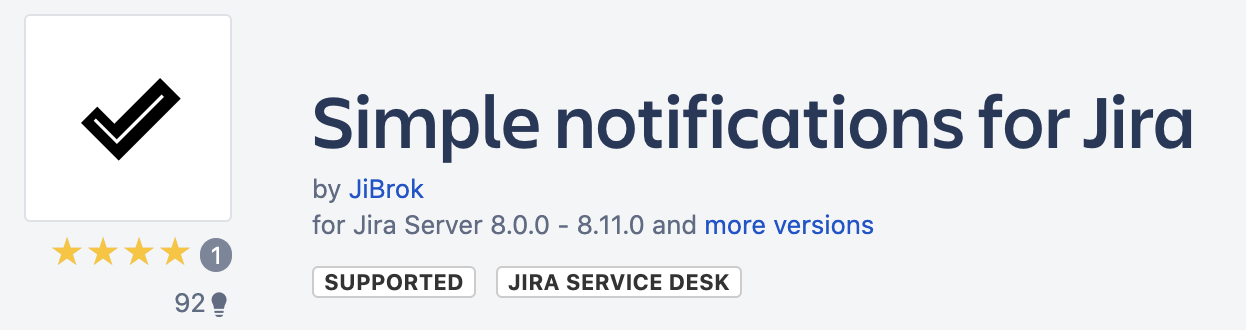 Simple notifications for Jira
by JiBrok
for Jira Server 8.0.0 - 8.11.0 and more versions
SUPPORTED JIRA SERVICE DESK
1
92